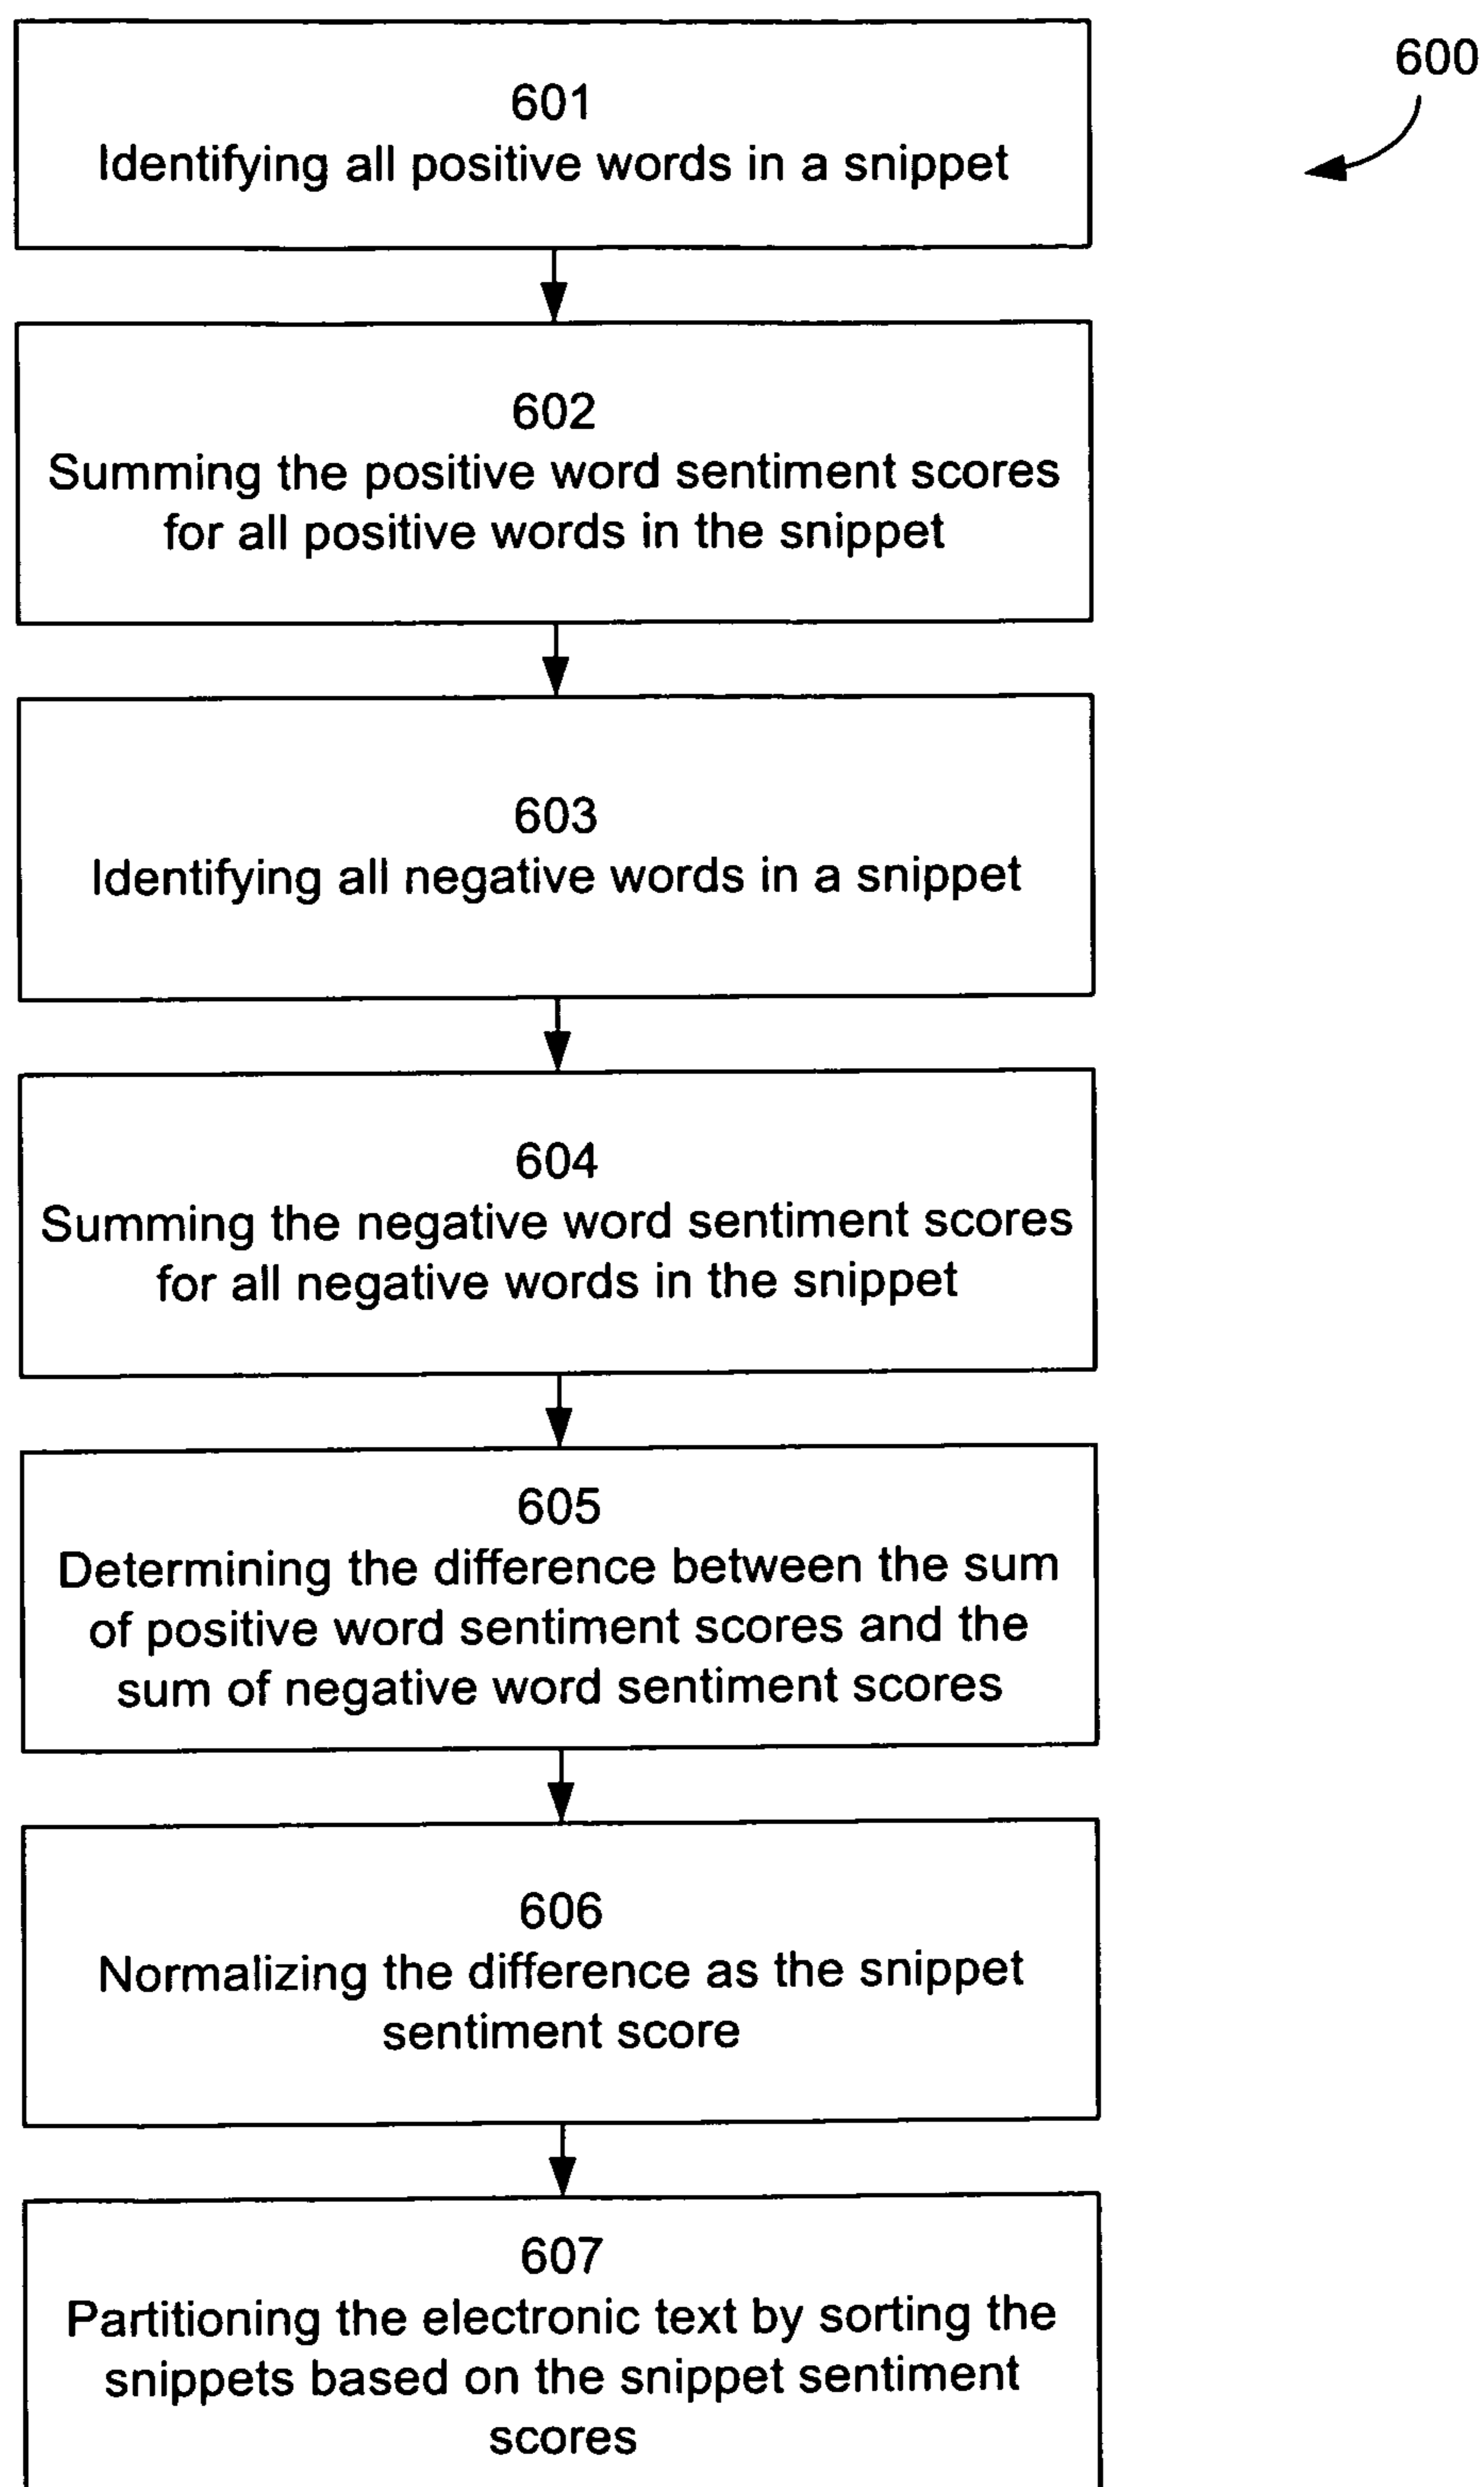 600
601
Identifying all positive words in a snippet
602
Summing the positive word sentiment scores
for all positive words in the snippet
603
Identifying all negative words in a snippet
604
Summing the negative word sentiment scores
for all negative words in the snippet
605
Determining the difference between the sum
of positive word sentiment scores and the
sum of negative word sentiment scores
606
Normalizing the difference as the snippet
sentiment score
607
Partitioning the electronic text by sorting the
snippets based on the snippet sentiment
scores